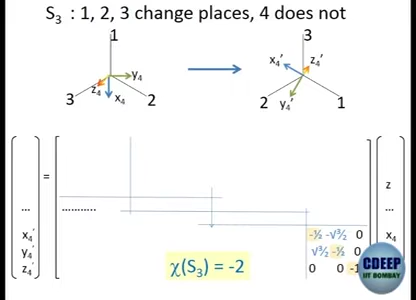 S₃ : 1, 2, 3 change places, 4 does not
1 3
y₄ x₄' z₄'
z₄ x₄
3 2 2 y₄' 1
= z
... ........... ...
x₄' -½ -√³⁄₂ 0 x₄
y₄' √³⁄₂ -½ 0
z₄' 0 0 -1
χ(S₃) = -2
CDEEP
IIT BOMBAY